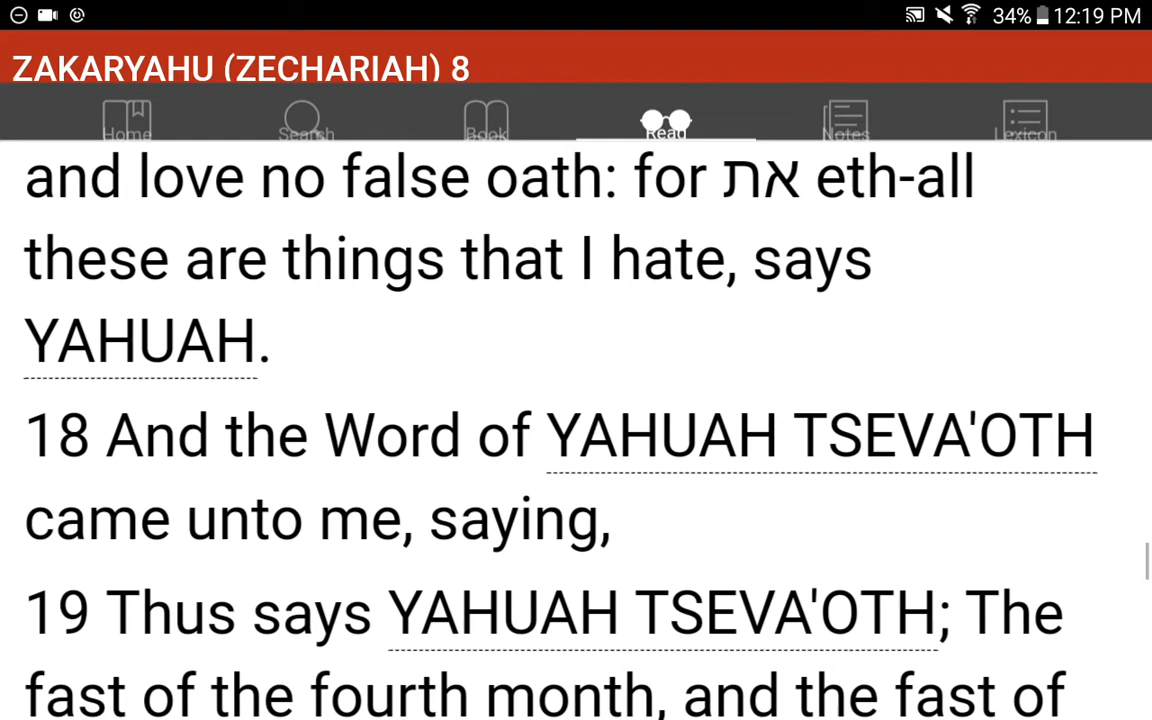 34% 12:19 PM
ZAKARYAHU (ZECHARIAH) 8
Home Search Book Read Notes Lexicon
and love no false oath: for את eth-all
these are things that I hate, says
YAHUAH.
18 And the Word of YAHUAH TSEVA'OTH
came unto me, saying,
19 Thus says YAHUAH TSEVA'OTH; The
fast of the fourth month, and the fast of